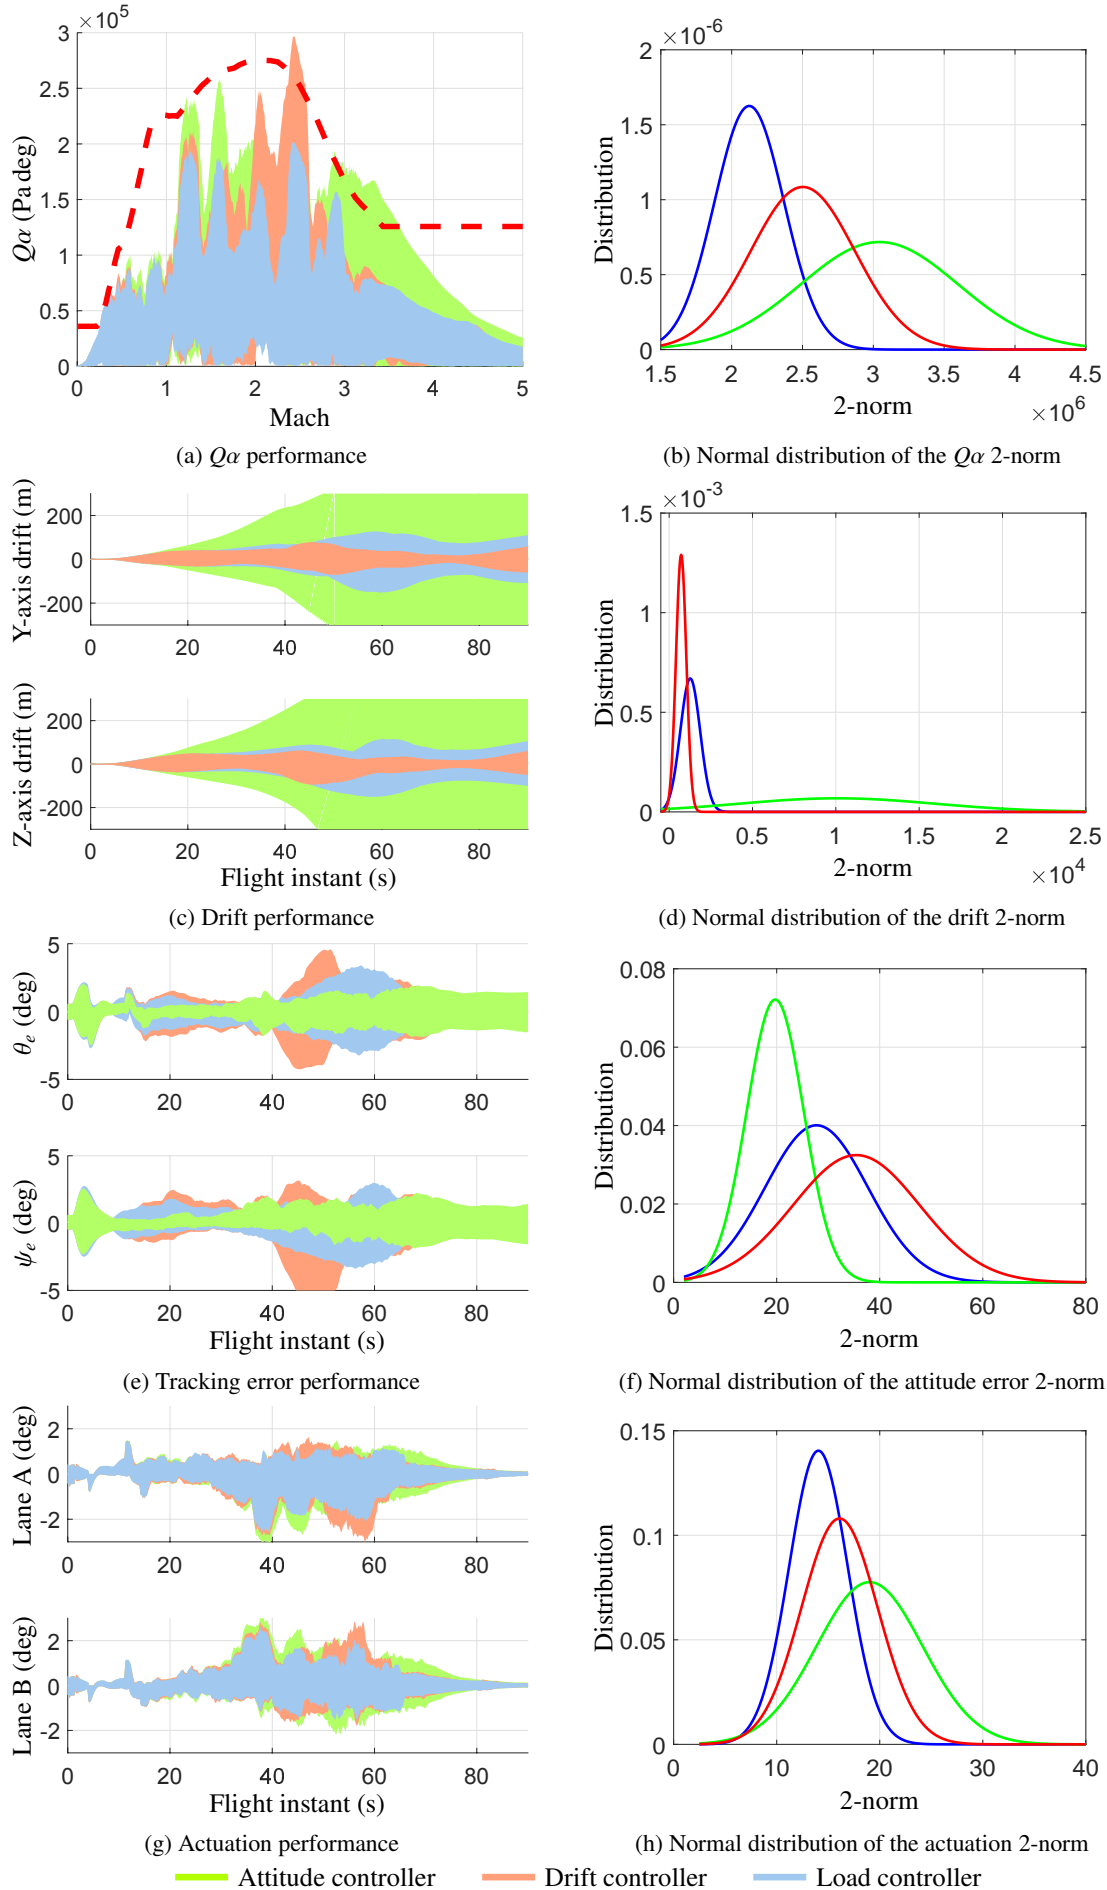 ×10⁵
3
2.5
2
1.5
1
0.5
0
Qα (Pa deg)
0 1 2 3 4 5
Mach
(a) Qα performance
×10⁻⁶
2
1.5
1
0.5
0
Distribution
1.5 2 2.5 3 3.5 4 4.5
2-norm
×10⁶
(b) Normal distribution of the Qα 2-norm
Y-axis drift (m)
200
0
-200
0 20 40 60 80
Z-axis drift (m)
200
0
-200
0 20 40 60 80
Flight instant (s)
(c) Drift performance
×10⁻³
1.5
1
0.5
0
Distribution
0 0.5 1 1.5 2 2.5
2-norm
×10⁴
(d) Normal distribution of the drift 2-norm
θₑ (deg)
5
0
-5
0 20 40 60 80
ψₑ (deg)
5
0
-5
0 20 40 60 80
Flight instant (s)
(e) Tracking error performance
0.08
0.06
0.04
0.02
0
Distribution
0 20 40 60 80
2-norm
(f) Normal distribution of the attitude error 2-norm
Lane A (deg)
2
0
-2
0 20 40 60 80
Lane B (deg)
2
0
-2
0 20 40 60 80
Flight instant (s)
(g) Actuation performance
0.15
0.1
0.05
0
Distribution
0 10 20 30 40
2-norm
(h) Normal distribution of the actuation 2-norm
Attitude controller Drift controller Load controller